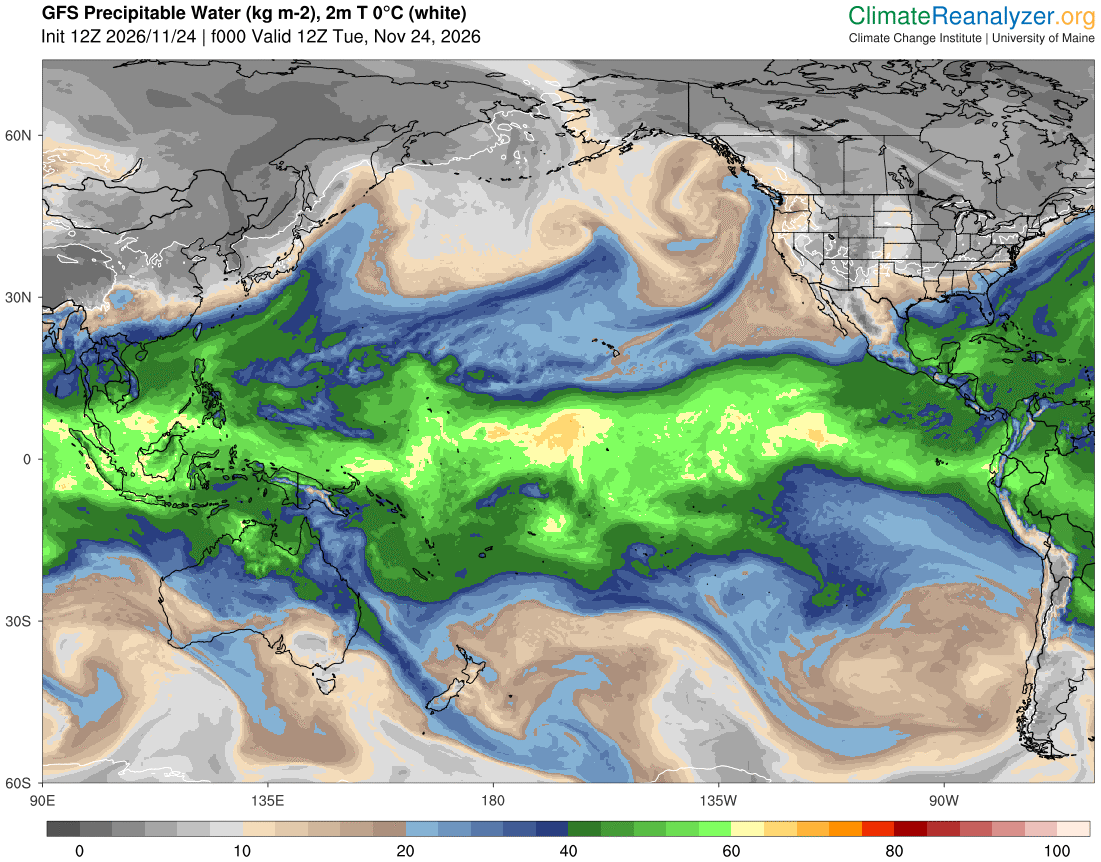 GFS Precipitable Water (kg m-2), 2m T 0°C (white)
Init 12Z 2026/11/24 | f000 Valid 12Z Tue, Nov 24, 2026
ClimateReanalyzer.org
Climate Change Institute | University of Maine
60N
30N
0
30S
60S
90E 135E 180 135W 90W
0 10 20 40 60 80 100